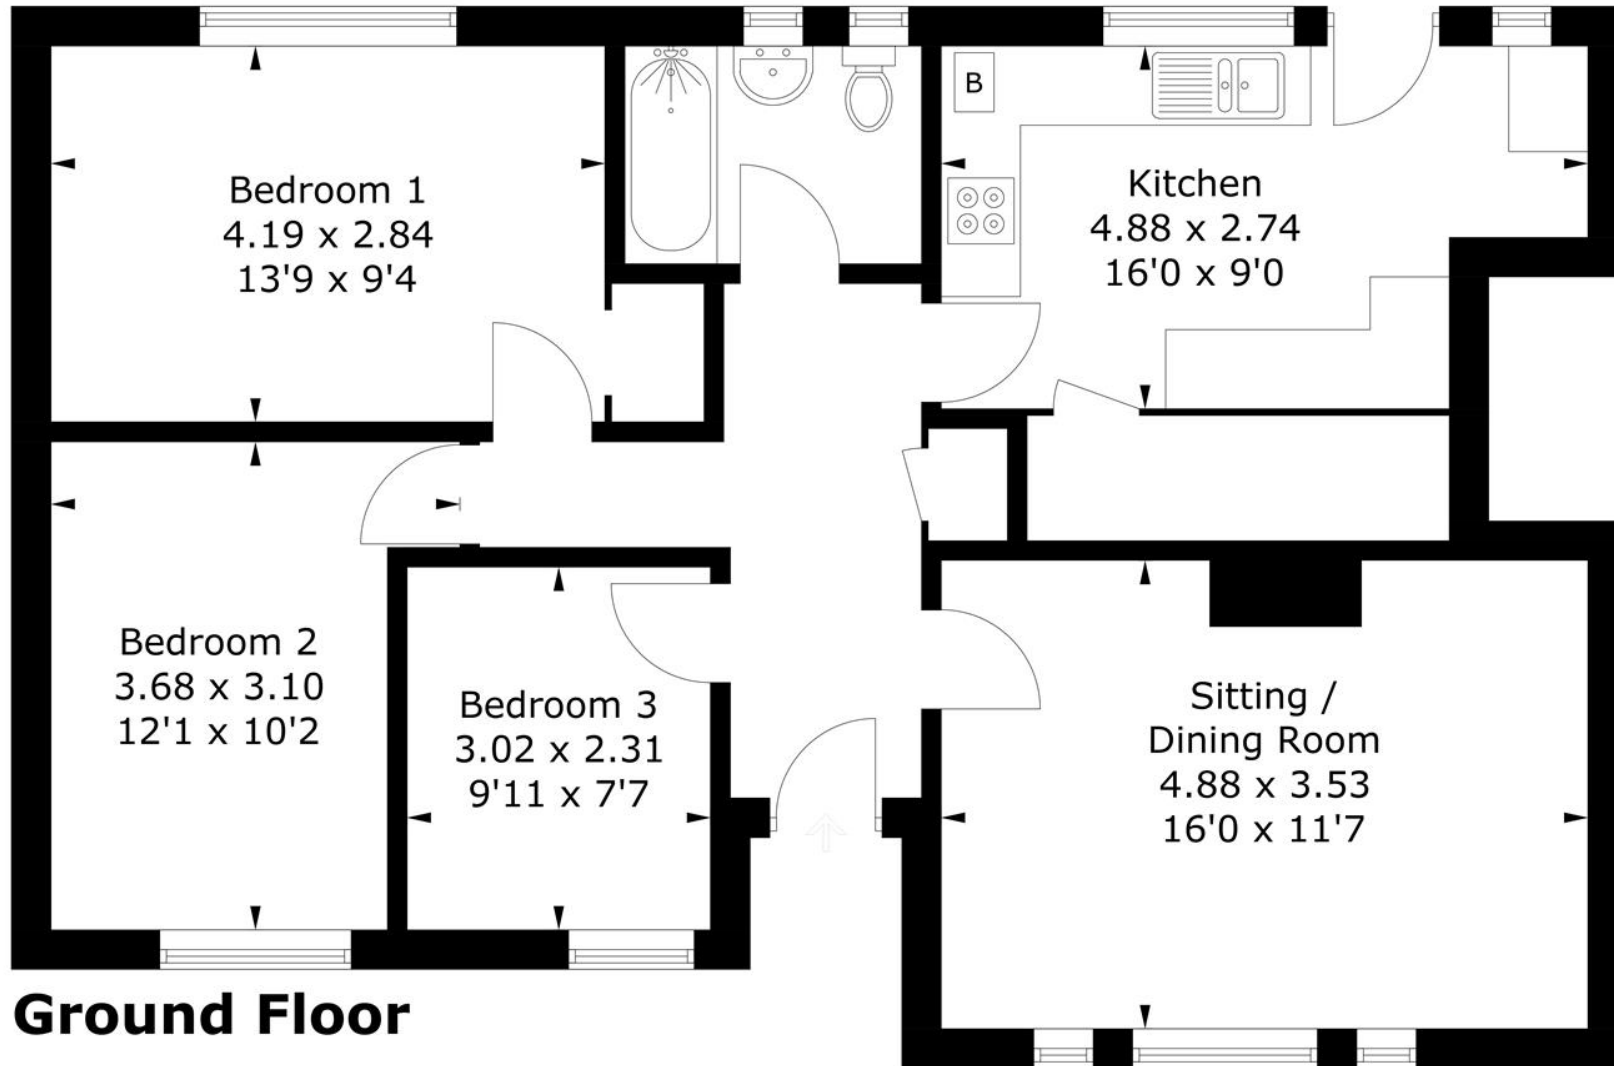 Bedroom 1
4.19 x 2.84
13'9 x 9'4
B
Kitchen
4.88 x 2.74
16'0 x 9'0
Bedroom 2
3.68 x 3.10
12'1 x 10'2
Bedroom 3
3.02 x 2.31
9'11 x 7'7
Sitting /
Dining Room
4.88 x 3.53
16'0 x 11'7
Ground Floor